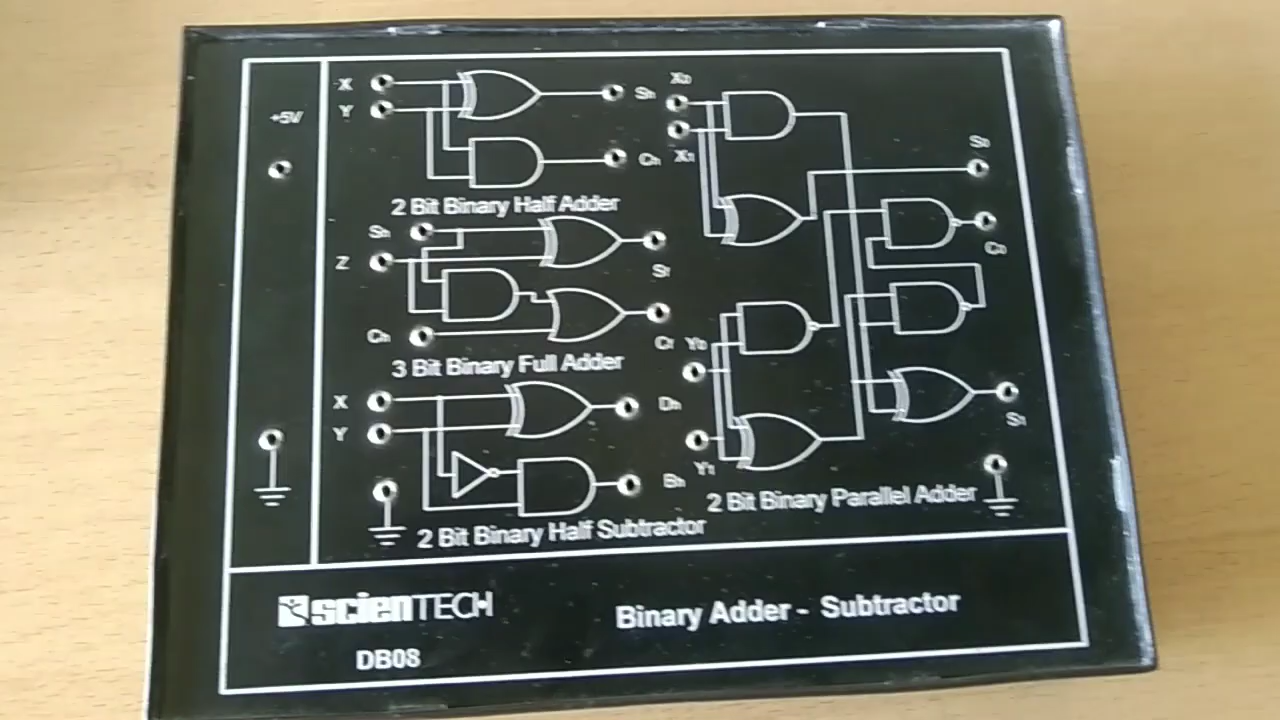 +5V
X
Y
Sh
Ch
2 Bit Binary Half Adder
Sh
Z
Ch
Sf
Cf
3 Bit Binary Full Adder
X
Y
Dh
Bh
2 Bit Binary Half Subtractor
X0
X1
Y0
Y1
S0
C0
S1
2 Bit Binary Parallel Adder
scienTECH
DB08
Binary Adder - Subtractor